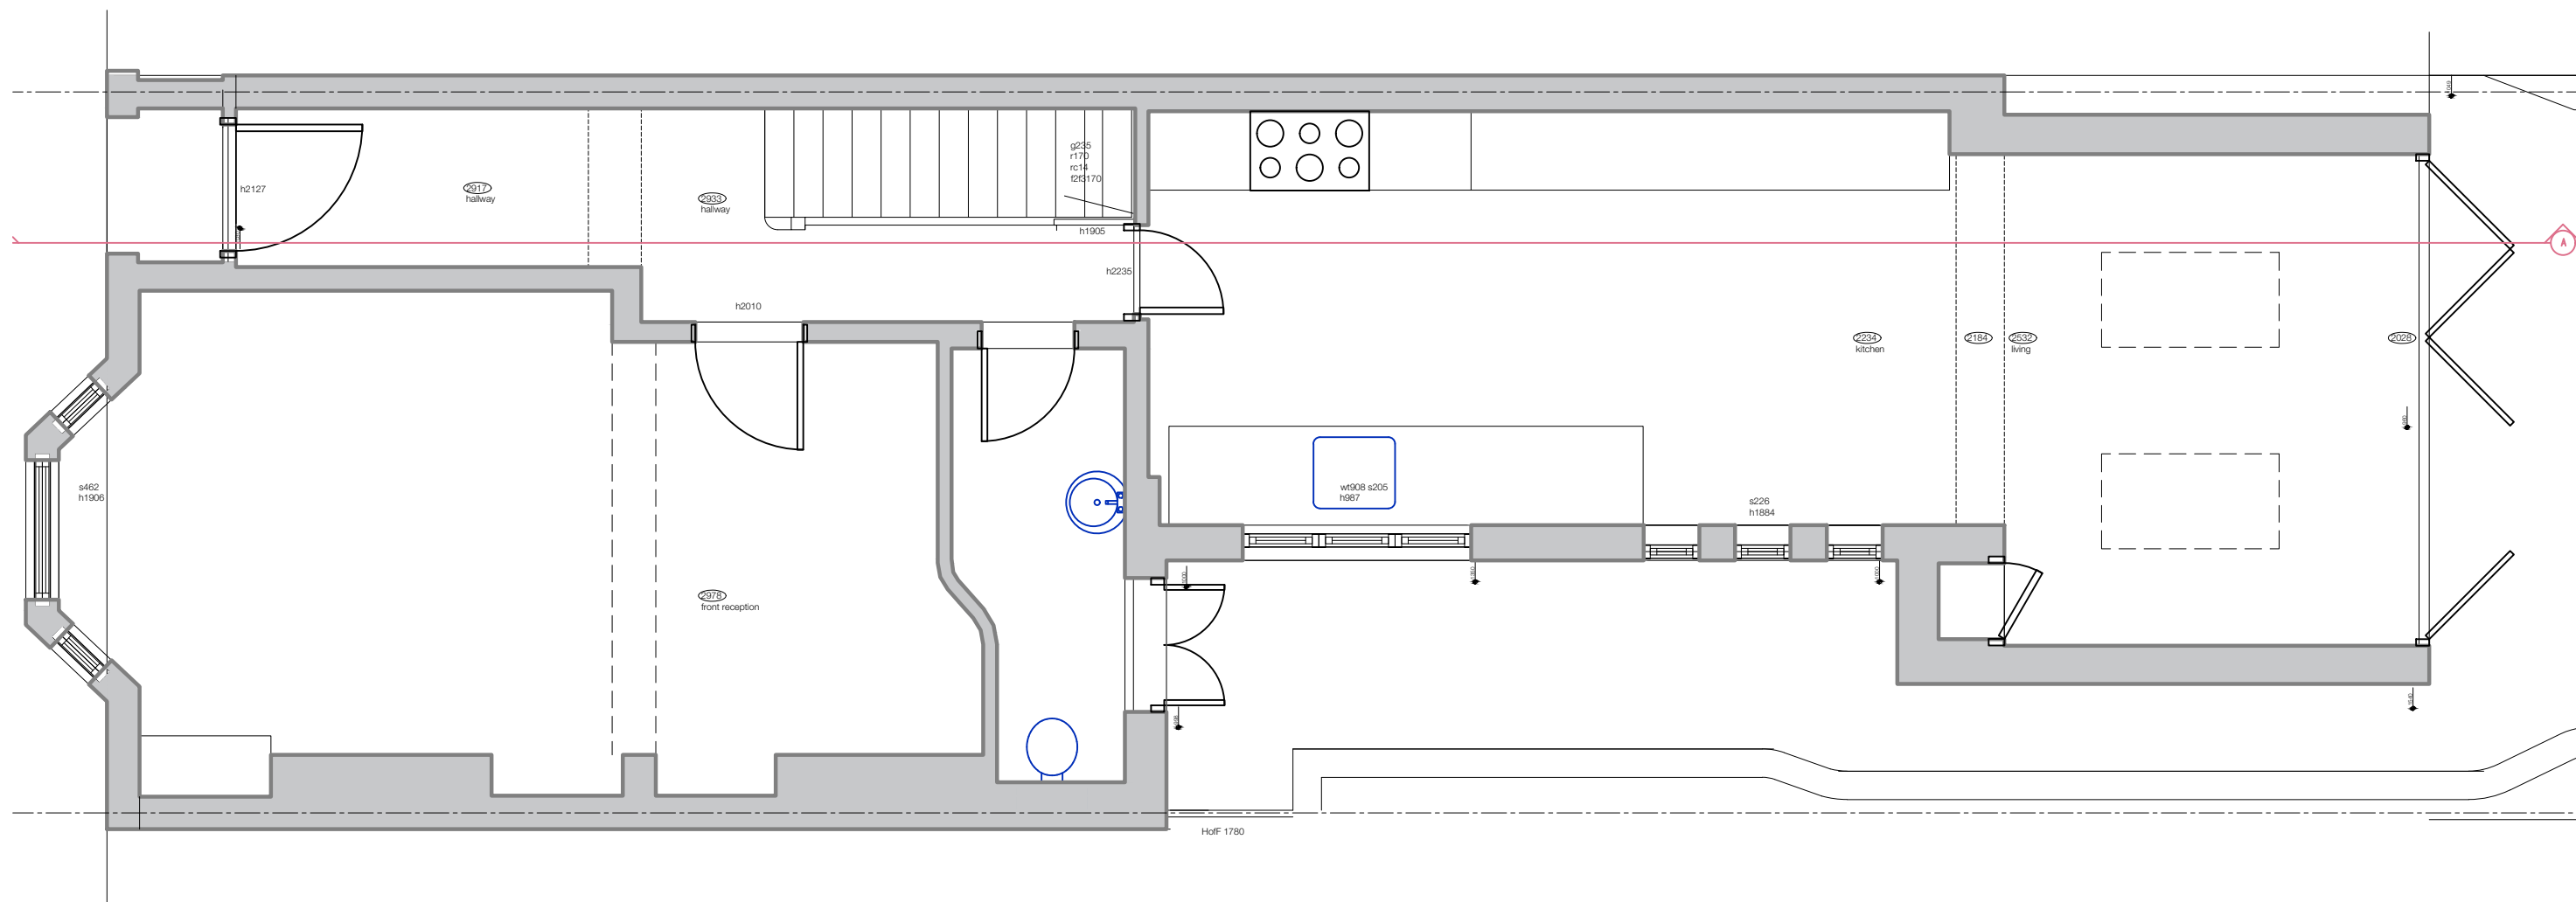 g235
r170
rc14
f2f3170
h2127
2917
hallway
2933
hallway
h1905
h2235
A
h2010
2234
kitchen
2184
2532
living
2028
s462
h1906
wt908 s205
h987
s226
h1884
2978
front reception
HofF 1780